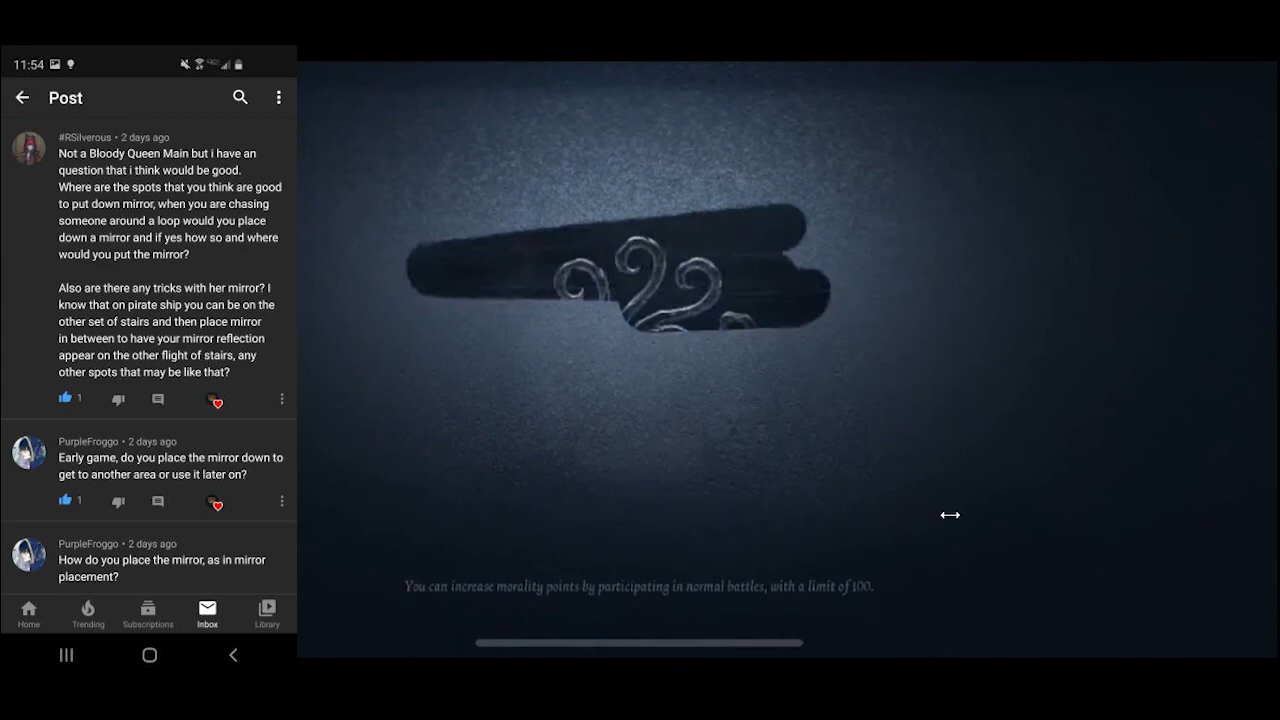 11:54
Post
#RSilverous • 2 days ago
Not a Bloody Queen Main but i have an
question that i think would be good.
Where are the spots that you think are good
to put down mirror, when you are chasing
someone around a loop would you place
down a mirror and if yes how so and where
would you put the mirror?
Also are there any tricks with her mirror? I
know that on pirate ship you can be on the
other set of stairs and then place mirror
in between to have your mirror reflection
appear on the other flight of stairs, any
other spots that may be like that?
1
PurpleFroggo • 2 days ago
Early game, do you place the mirror down to
get to another area or use it later on?
1
PurpleFroggo • 2 days ago
How do you place the mirror, as in mirror
placement?
Home Trending Subscriptions Inbox Library
You can increase morality points by participating in normal battles, with a limit of 100.